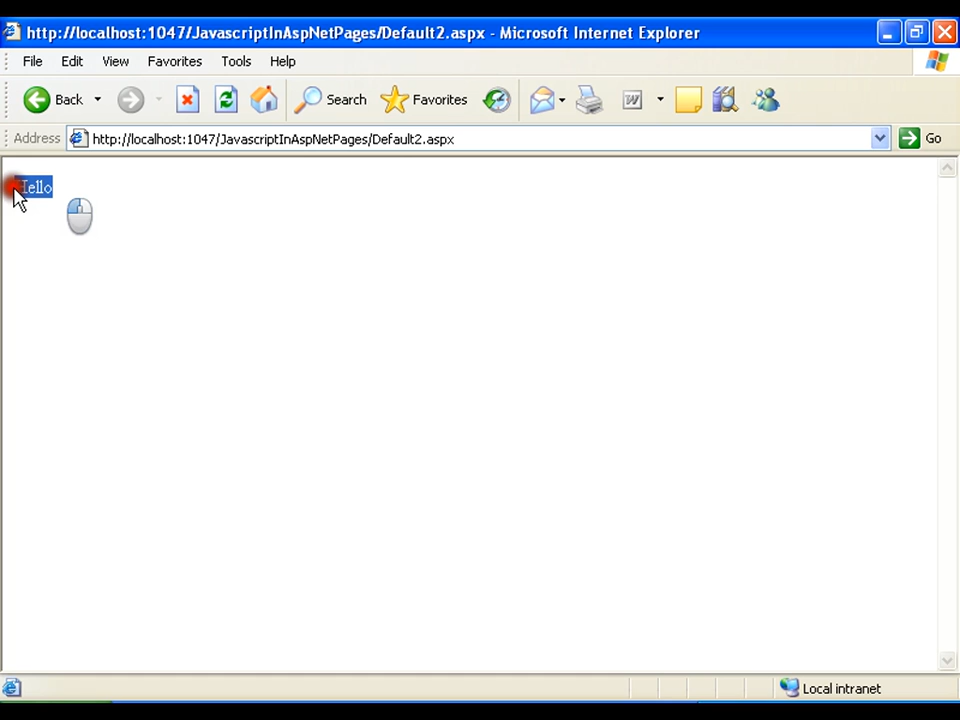 http://localhost:1047/JavascriptInAspNetPages/Default2.aspx - Microsoft Internet Explorer
File Edit View Favorites Tools Help
Back Search Favorites W
Address http://localhost:1047/JavascriptInAspNetPages/Default2.aspx Go
Hello
Local intranet